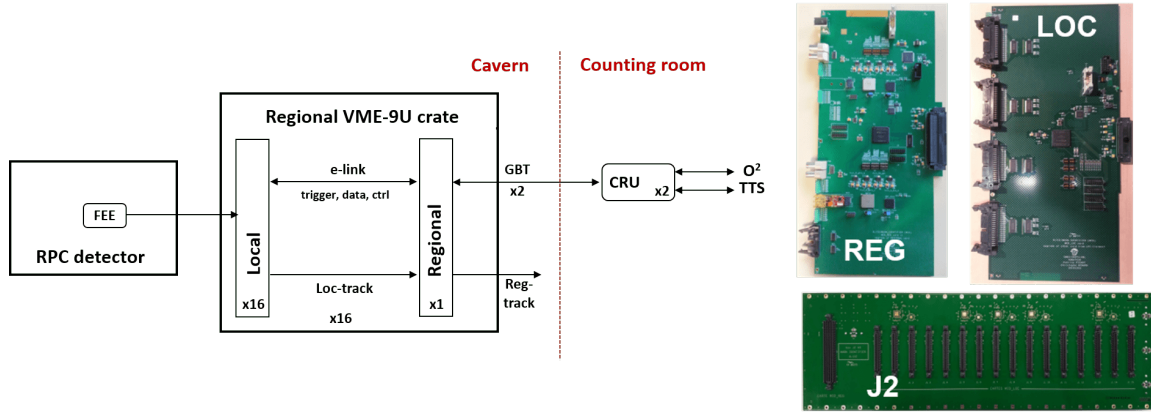 Cavern
Counting room
Regional VME-9U crate
e-link
trigger, data, ctrl
GBT
x2
CRU
x2
O²
TTS
FEE
RPC detector
Local
x16
Regional
x1
Loc-track
x16
Reg-
track
REG
LOC
J2